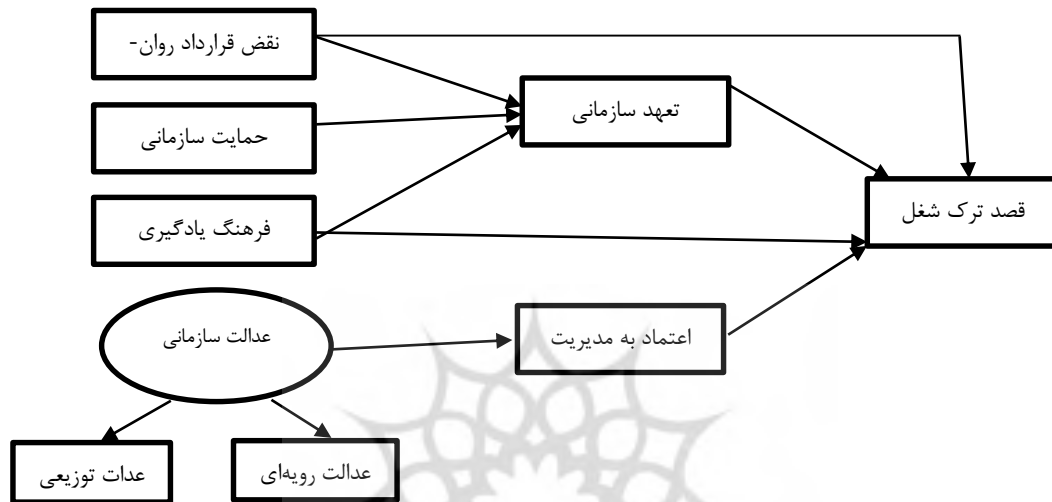 نقض قرارداد روان-
حمایت سازمانی
تعهد سازمانی
فرهنگ یادگیری
قصد ترک شغل
عدالت سازمانی
اعتماد به مدیریت
عدالت رویه‌ای
عدات توزیعی